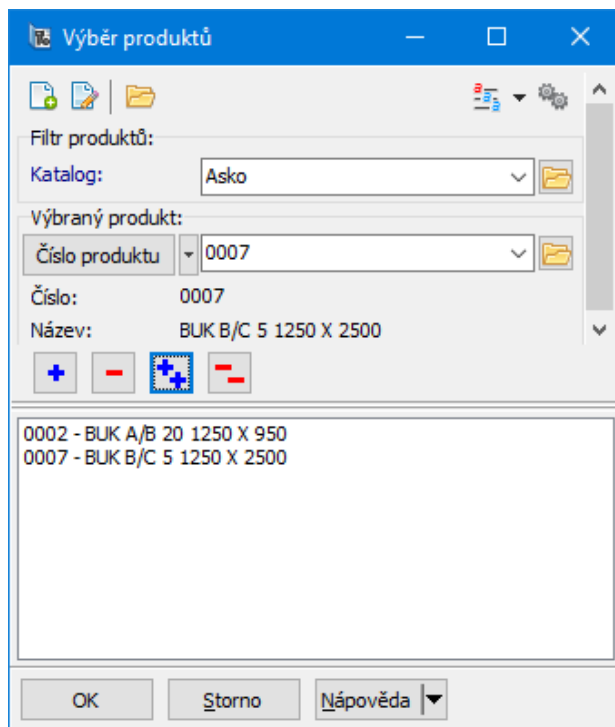 Výběr produktů
Filtr produktů:
Katalog: Asko
Výbraný produkt:
Číslo produktu 0007
Číslo: 0007
Název: BUK B/C 5 1250 X 2500
0002 - BUK A/B 20 1250 X 950
0007 - BUK B/C 5 1250 X 2500
OK Storno Nápověda